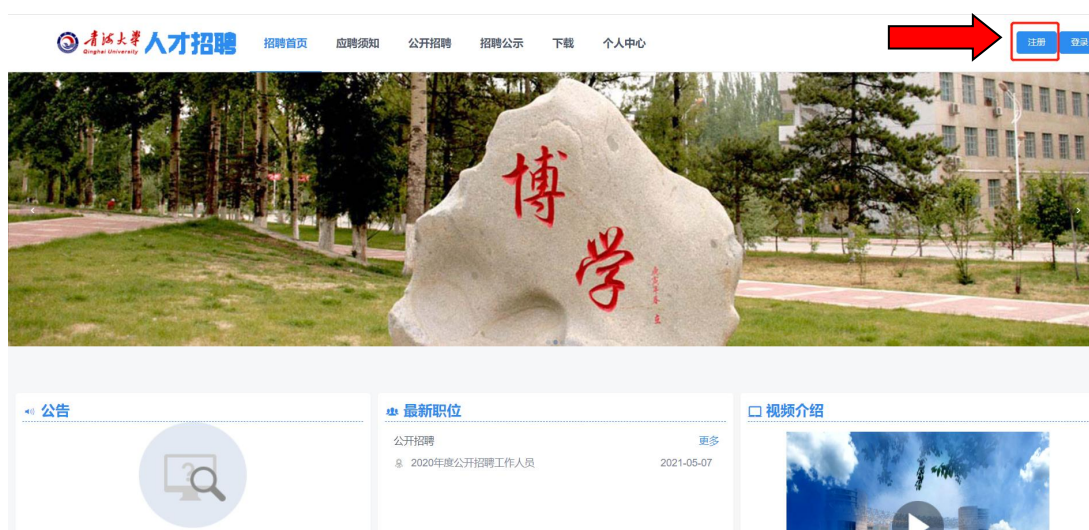 青海大学 人才招聘
Qinghai University
招聘首页 应聘须知 公开招聘 招聘公示 下载 个人中心
注册 登录
博
学
公告
最新职位
视频介绍
公开招聘 更多
2020年度公开招聘工作人员 2021-05-07